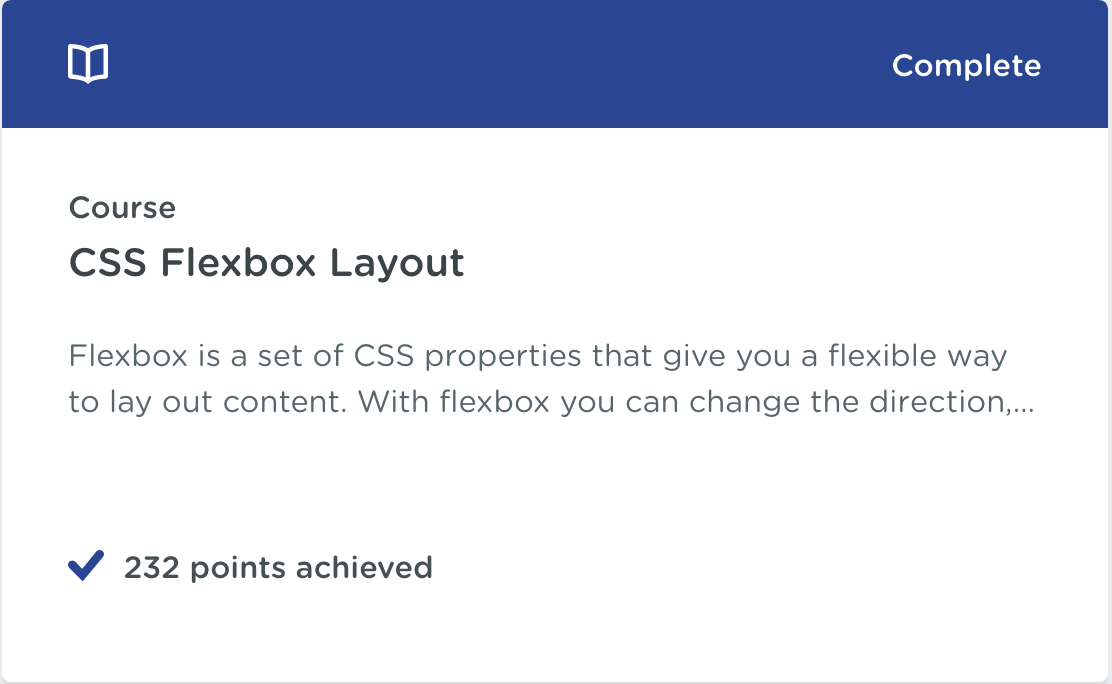 Complete
Course
CSS Flexbox Layout
Flexbox is a set of CSS properties that give you a flexible way
to lay out content. With flexbox you can change the direction,...
232 points achieved